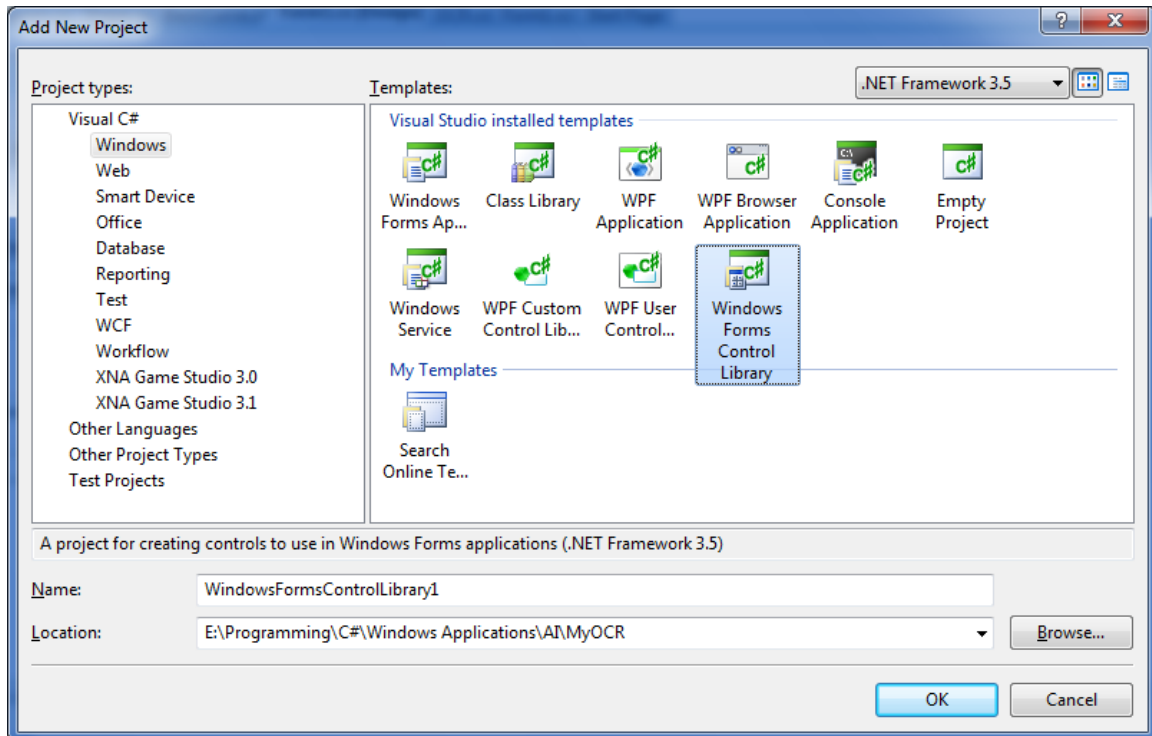 Add New Project
Project types:
Templates:
.NET Framework 3.5
Visual C#
Windows
Web
Smart Device
Office
Database
Reporting
Test
WCF
Workflow
XNA Game Studio 3.0
XNA Game Studio 3.1
Other Languages
Other Project Types
Test Projects
Visual Studio installed templates
Windows
Forms Ap...
Class Library
WPF
Application
WPF Browser
Application
Console
Application
Empty
Project
Windows
Service
WPF Custom
Control Lib...
WPF User
Control...
Windows
Forms
Control
Library
My Templates
Search
Online Te...
A project for creating controls to use in Windows Forms applications (.NET Framework 3.5)
Name:
WindowsFormsControlLibrary1
Location:
E:\Programming\C#\Windows Applications\AI\MyOCR
Browse...
OK
Cancel